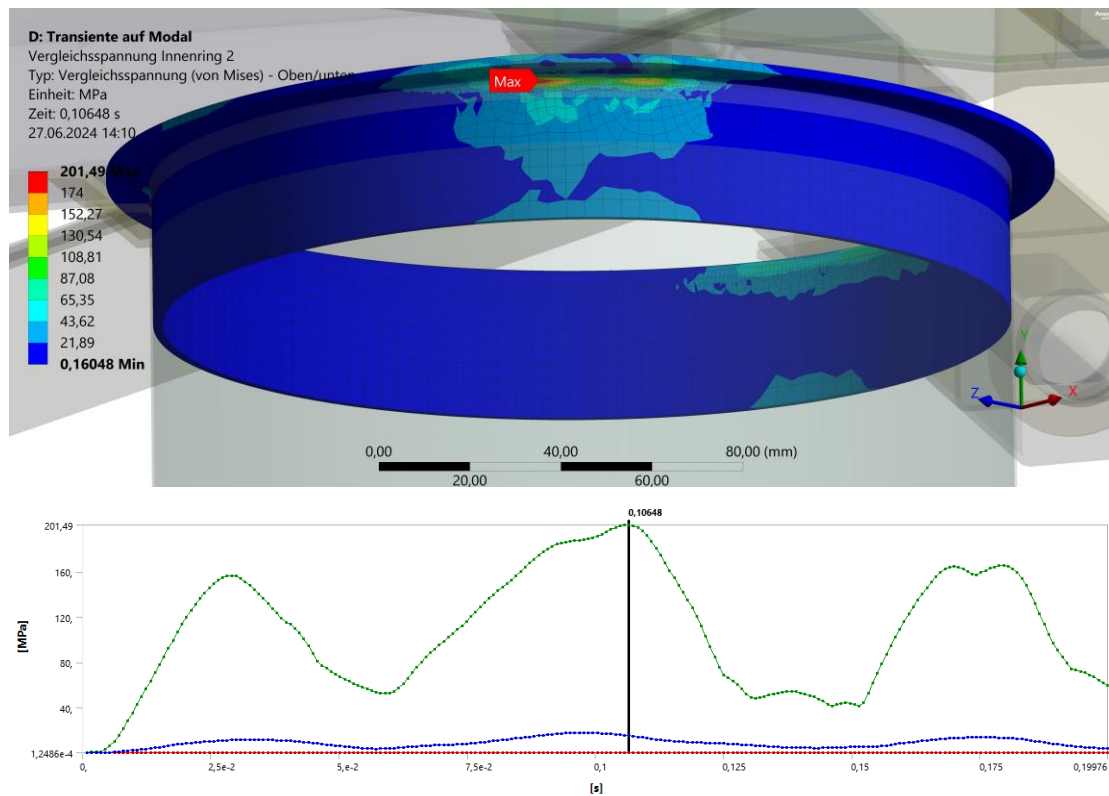 D: Transiente auf Modal
Vergleichsspannung Innenring 2
Typ: Vergleichsspannung (von Mises) - Oben/unten
Einheit: MPa
Zeit: 0,10648 s
27.06.2024 14:10
Max
201,49 Max
174
152,27
130,54
108,81
87,08
65,35
43,62
21,89
0,16048 Min
Y
Z
X
0,00
40,00
80,00 (mm)
20,00
60,00
0,10648
201,49
160,
120,
80,
40,
1,2486e-4
[MPa]
0,
2,5e-2
5,e-2
7,5e-2
0,1
0,125
0,15
0,175
0,19976
[s]